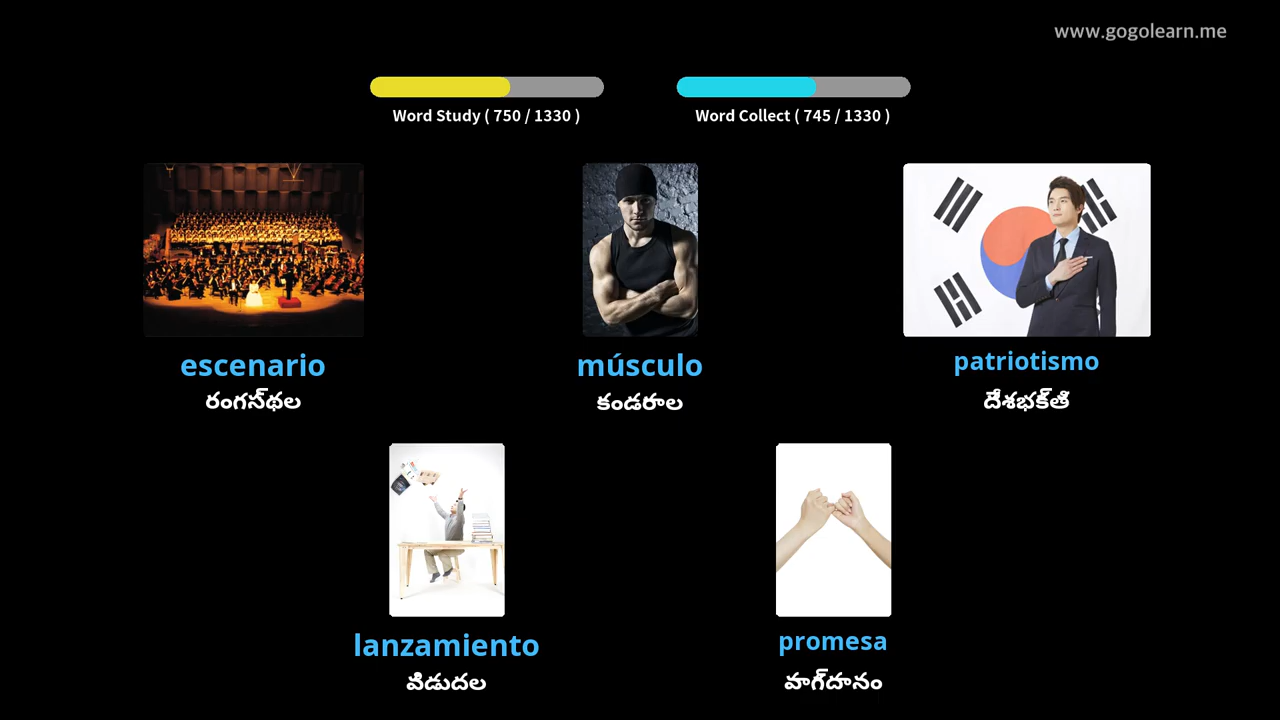 www.gogolearn.me
Word Study ( 750 / 1330 )
Word Collect ( 745 / 1330 )
escenario
రంగస్థల
músculo
కండరాల
patriotismo
దేశభక్తి
lanzamiento
విడుదల
promesa
వాగ్దానం